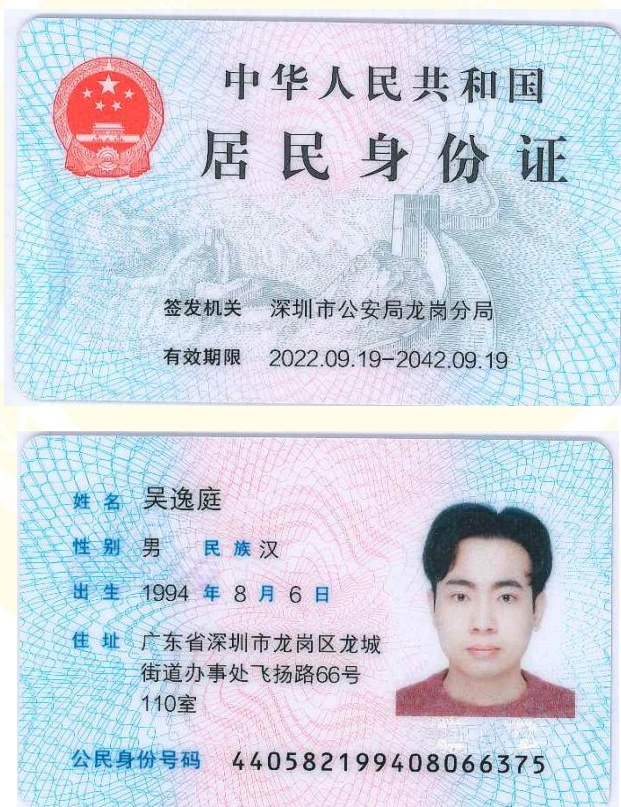 中华人民共和国
居民身份证
签发机关 深圳市公安局龙岗分局
有效期限 2022.09.19-2042.09.19
姓名 吴逸庭
性别 男 民族 汉
出生 1994 年 8 月 6 日
住址 广东省深圳市龙岗区龙城
街道办事处飞扬路66号
110室
公民身份号码 440582199408066375